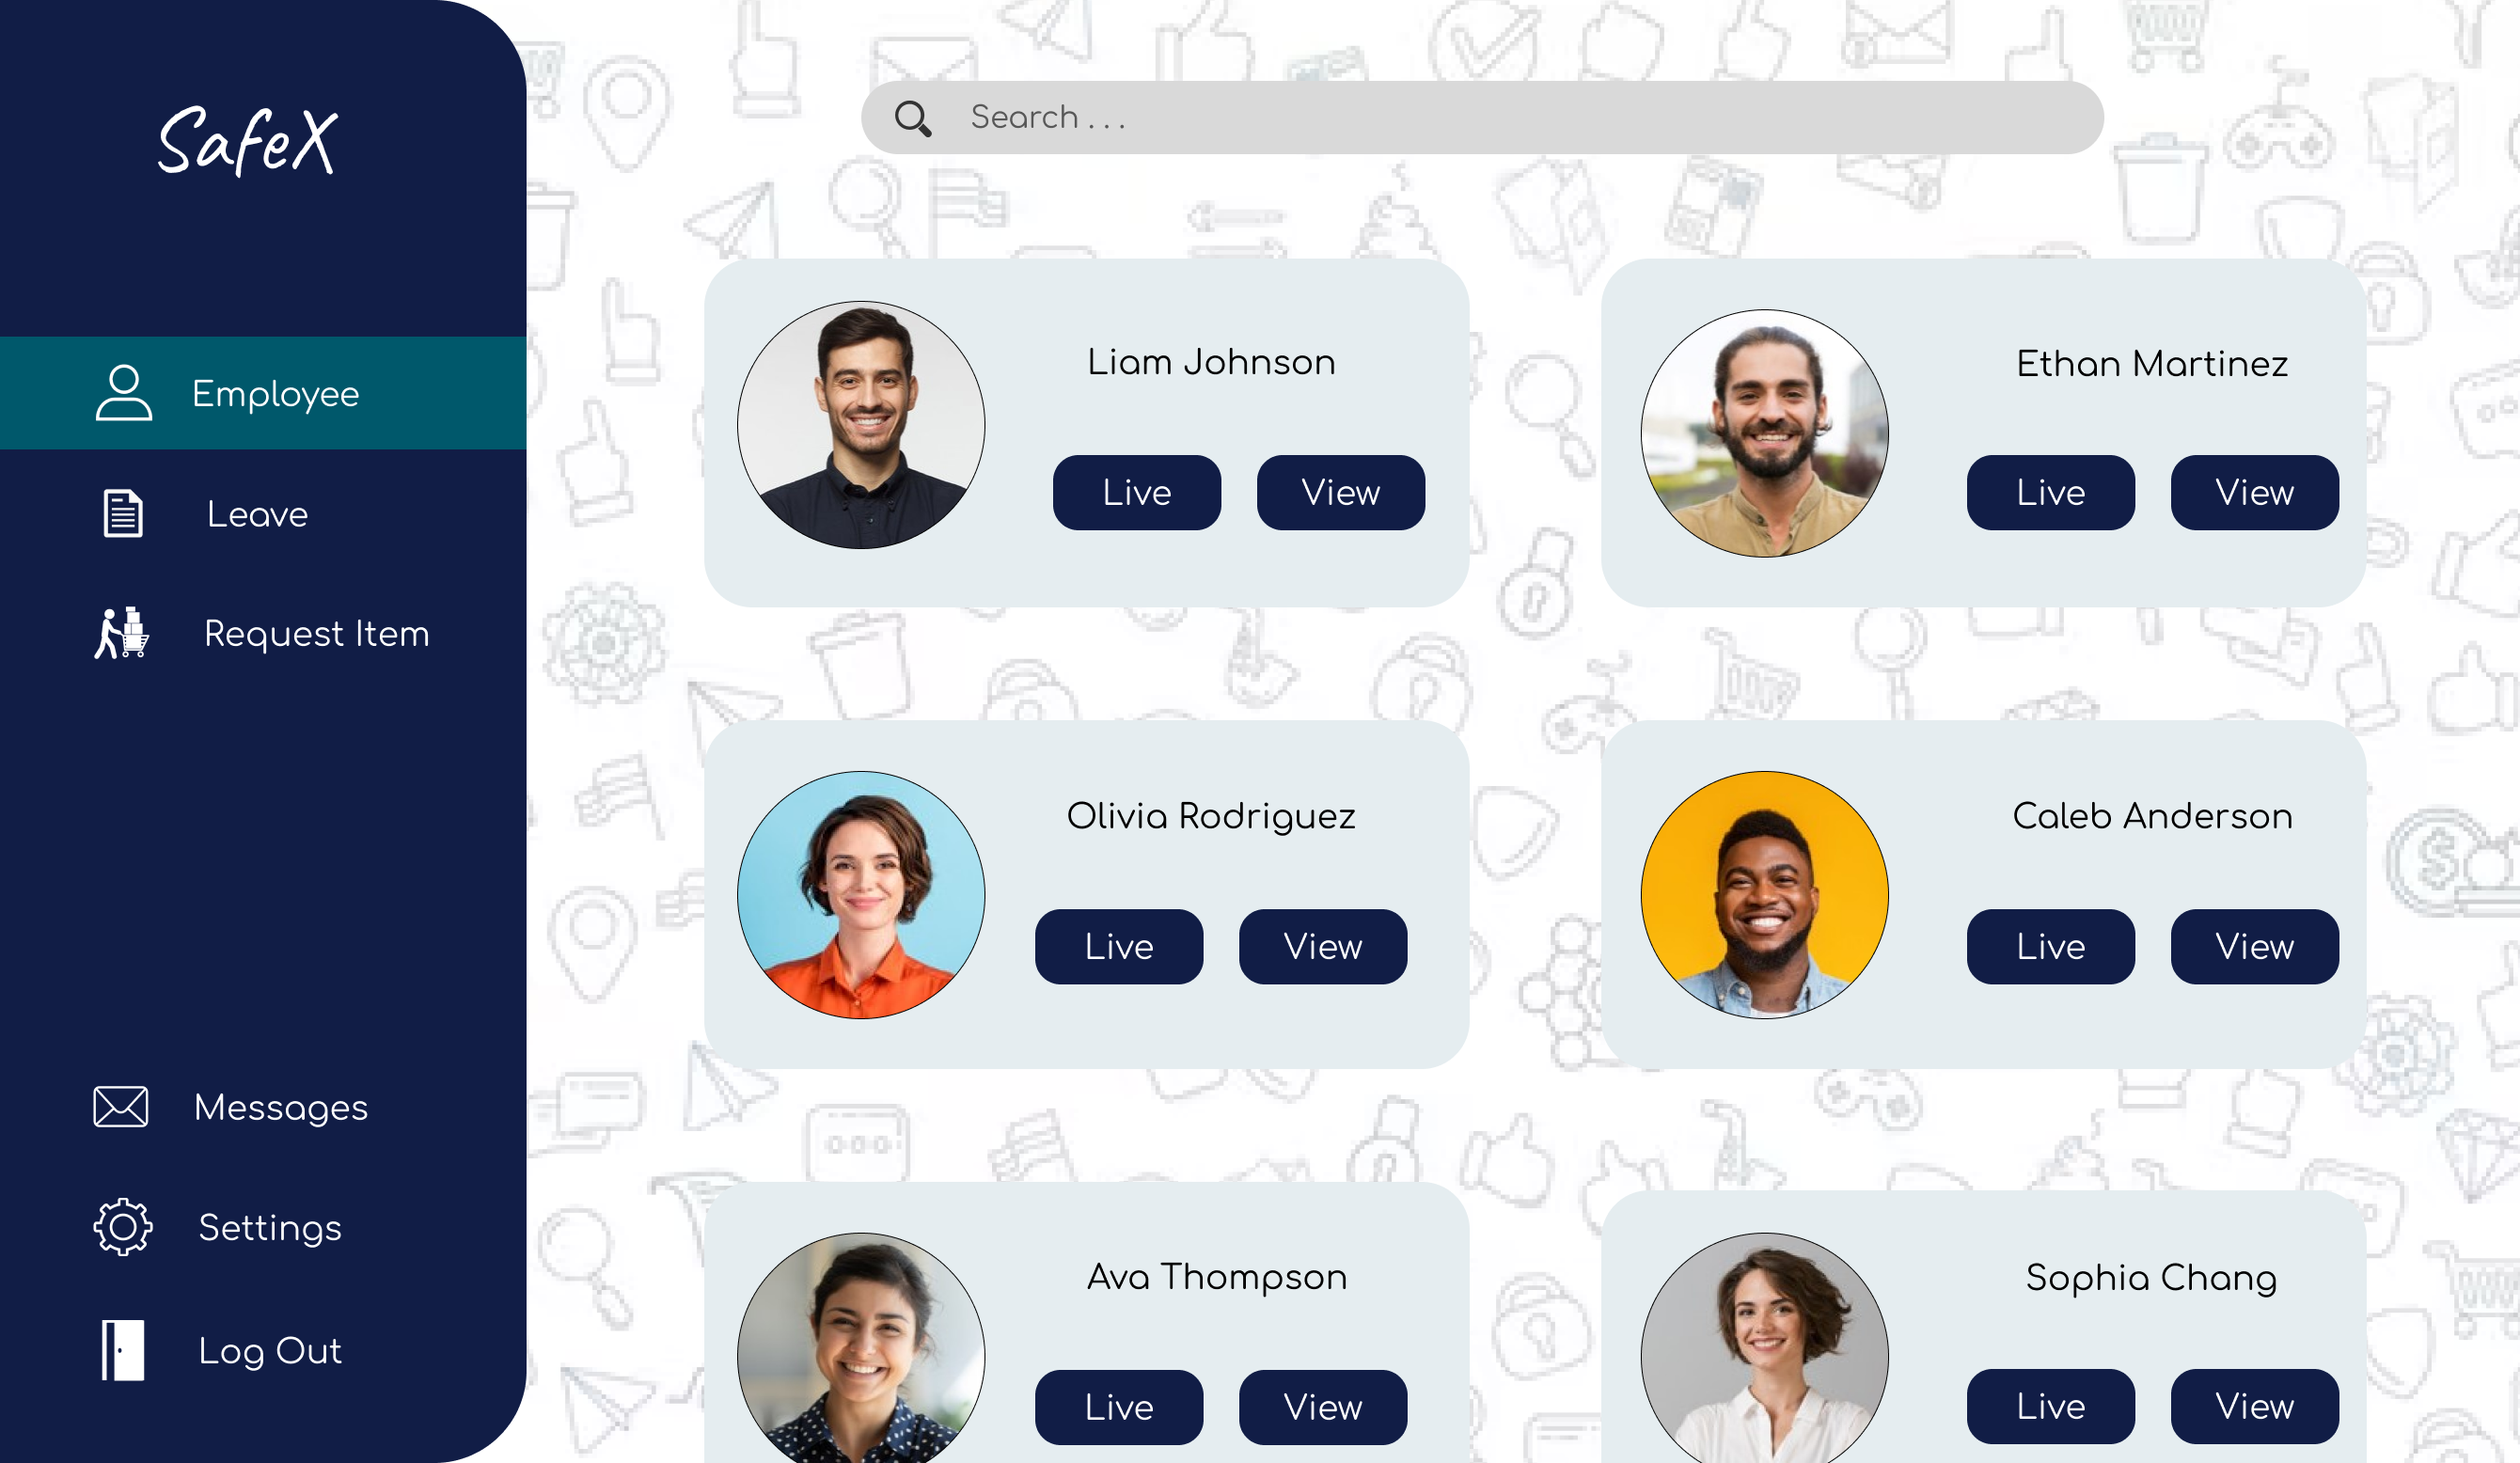 SafeX
Employee
Leave
Request Item
Messages
Settings
Log Out
Search . . .
Liam Johnson
Live View
Ethan Martinez
Live View
Olivia Rodriguez
Live View
Caleb Anderson
Live View
Ava Thompson
Live View
Sophia Chang
Live View